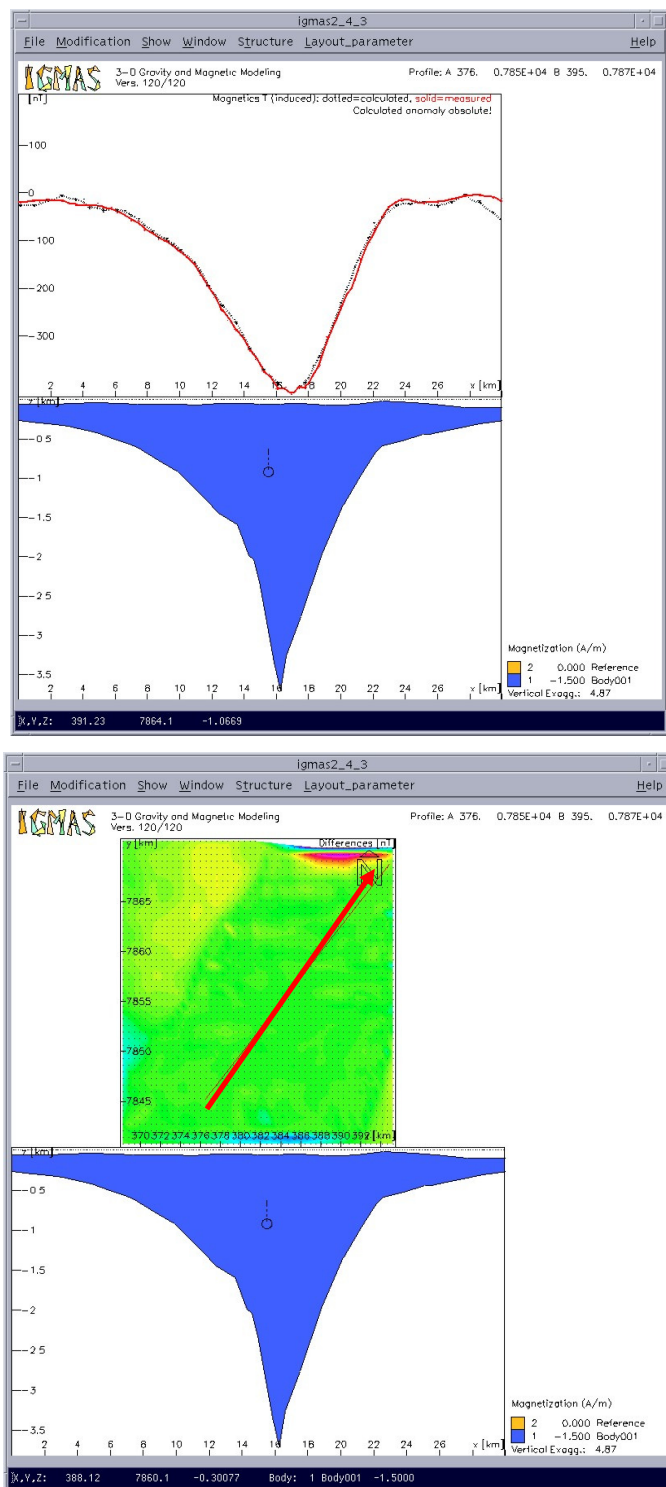 igmas2_4_3
File Modification Show Window Structure Layout_parameter Help
IGMAS 3-D Gravity and Magnetic Modeling Profile: A 376. 0.785E+04 B 395. 0.787E+04
Vers. 120/120
[nT] Magnetics T (induced): dotted=calculated, solid=measured
Calculated anomaly absolute!
-100
-0
-100
-200
-300
2 4 6 8 10 12 14 16 18 20 22 24 26 x [km]
z [km]
-0 5
-1
-1.5
-2
-2 5
-3
-3.5
2 4 6 8 10 12 14 16 18 20 22 24 26 x [km]
Magnetization (A/m)
2 0.000 Reference
1 -1.500 Body001
Vertical Exagg.: 4.87
X,Y,Z: 391.23 7864.1 -1.0669
igmas2_4_3
File Modification Show Window Structure Layout_parameter Help
IGMAS 3-D Gravity and Magnetic Modeling Profile: A 376. 0.785E+04 B 395. 0.787E+04
Vers. 120/120
y [km] Differences [nT]
N
-7865
-7860
-7855
-7850
-7845
370 372 374 376 378 380 382 384 386 388 390 392 [km]
z [km]
-0 5
-1
-1.5
-2
-2 5
-3
-3.5
2 4 6 8 10 12 14 16 18 20 22 24 26 x [km]
Magnetization (A/m)
2 0.000 Reference
1 -1.500 Body001
Vertical Exagg.: 4.87
X,Y,Z: 388.12 7860.1 -0.30077 Body: 1 Body001 -1.5000